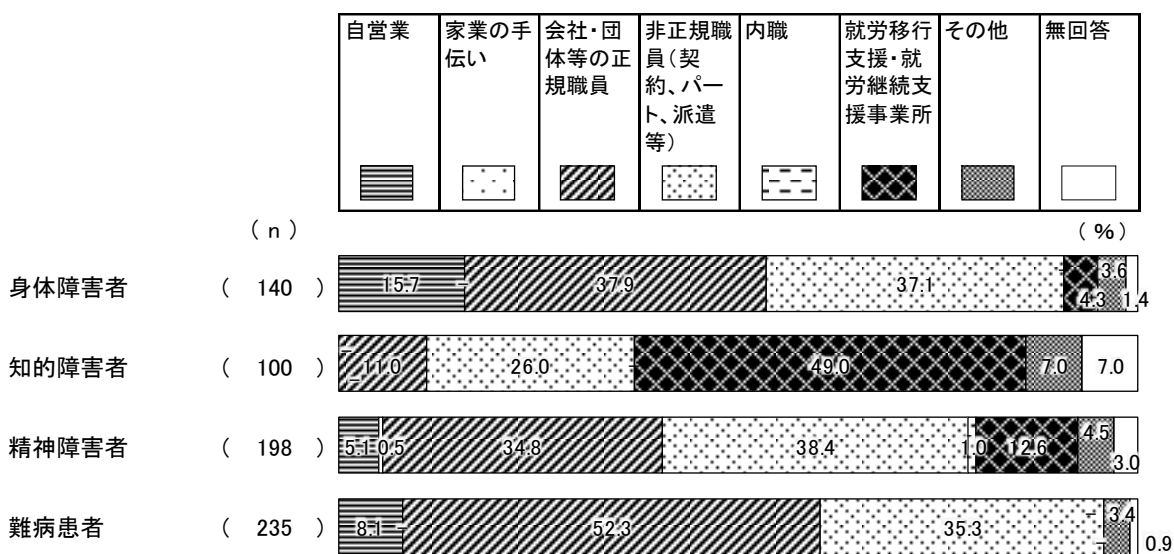 自営業
家業の手伝い
会社・団体等の正規職員
非正規職員(契約、パート、派遣等)
内職
就労移行支援・就労継続支援事業所
その他
無回答
(n) (%)
身体障害者 ( 140 ) 15.7 - 37.9 37.1 - 4.3 3.6 1.4
知的障害者 ( 100 ) - - 11.0 26.0 - 49.0 7.0 7.0
精神障害者 ( 198 ) 5.1 0.5 34.8 38.4 1.0 12.6 4.5 3.0
難病患者 ( 235 ) 8.1 - 52.3 35.3 - - 3.4 0.9